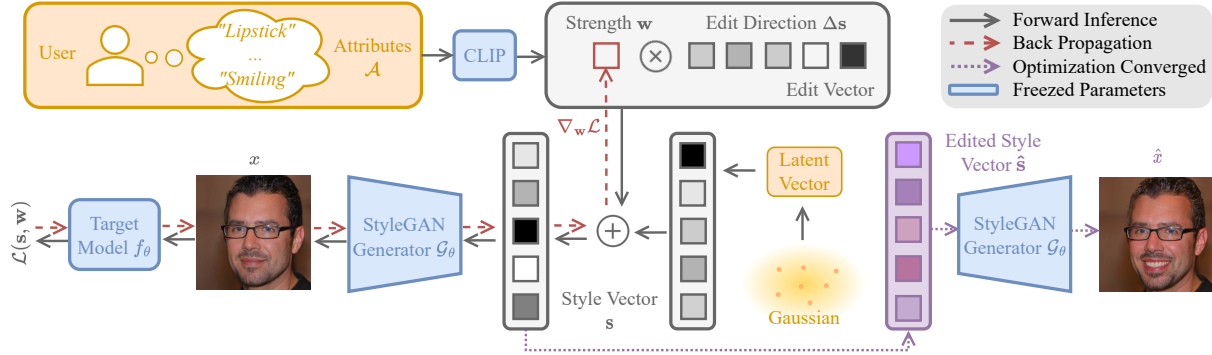 User
"Lipstick"
...
"Smiling"
Attributes
𝒜
CLIP
Strength w
Edit Direction Δs
Edit Vector
Forward Inference
Back Propagation
Optimization Converged
Freezed Parameters
∇wℒ
ℒ(s, w)
Target
Model fθ
x
StyleGAN
Generator 𝒢θ
Style Vector
s
Latent
Vector
Gaussian
Edited Style
Vector ŝ
StyleGAN
Generator 𝒢θ
x̂